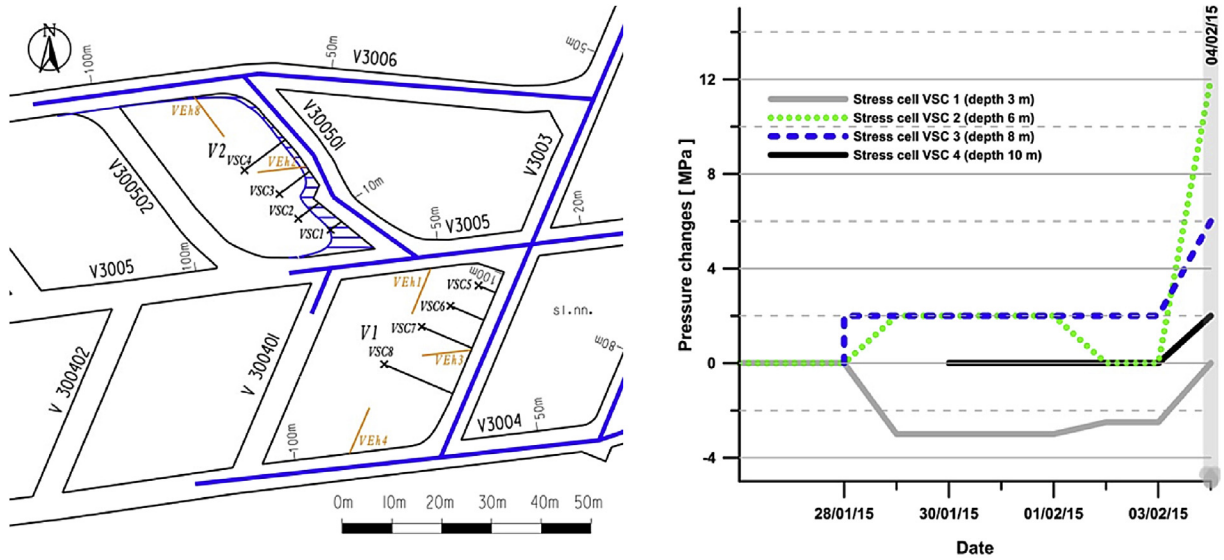 N
-100m
-50m
V3006
-50m
VEh8
V300501
V2
VSC4
VEh2
V3003
V300502
VSC3
-10m
VSC2
VSC1
-50m
V3005
-20m
V3005
-100m
VEh1
VSC5
-100m
VSC6
sl.nn.
V1
VSC7
VSC8
VEh3
-80m
V 300402
V 300401
VEh4
-100m
V3004
-50m
0m 10m 20m 30m 40m 50m
Pressure changes [ MPa]
12
8
4
0
-4
04/02/15
Stress cell VSC 1 (depth 3 m)
Stress cell VSC 2 (depth 6 m)
Stress cell VSC 3 (depth 8 m)
Stress cell VSC 4 (depth 10 m)
28/01/15 30/01/15 01/02/15 03/02/15
Date